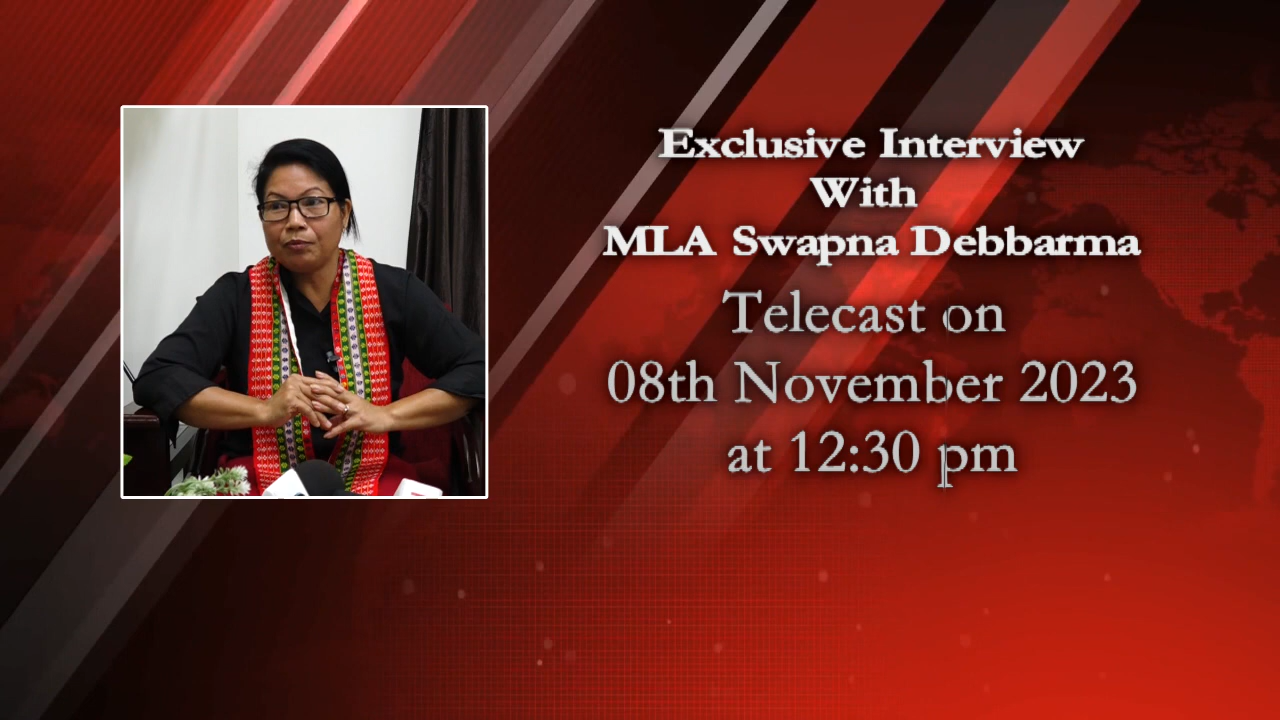 Exclusive Interview
With
MLA Swapna Debbarma
Telecast on
08th November 2023
at 12:30 pm